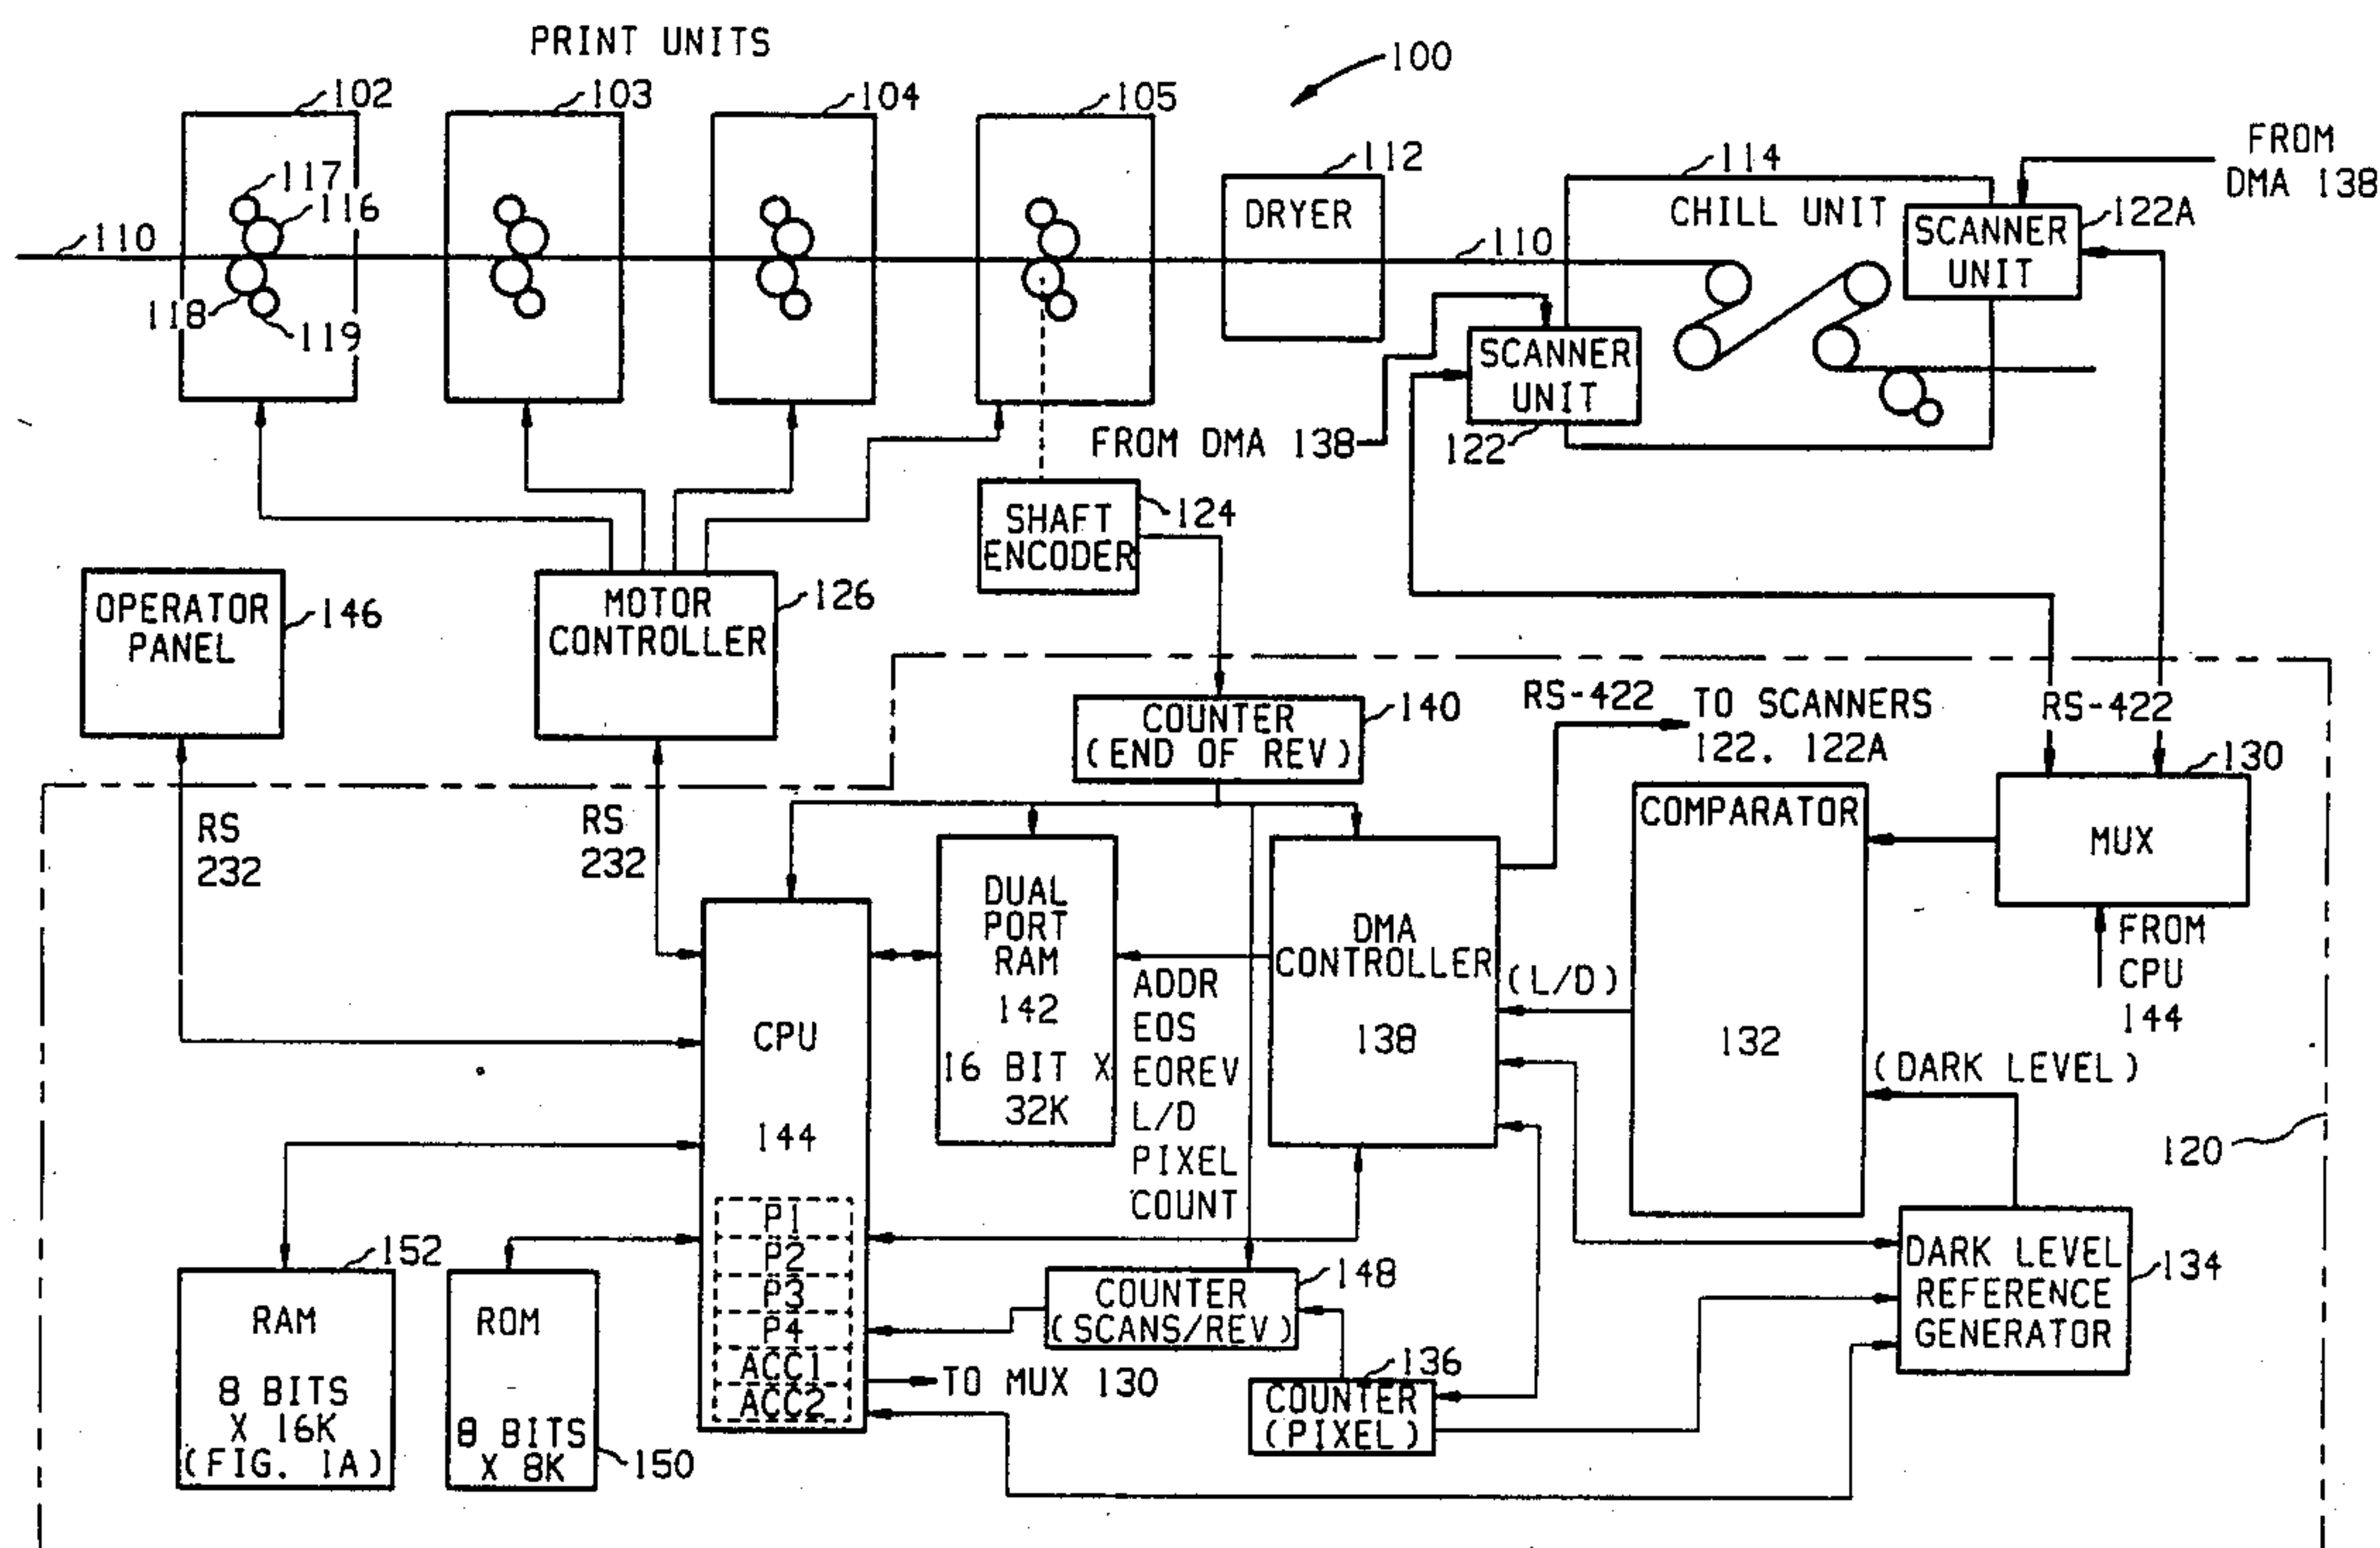 PRINT UNITS
100
102
103
104
105
112
114
FROM
DMA 138
117
116
110
118
119
DRYER
110
CHILL UNIT
SCANNER
UNIT
122A
SCANNER
UNIT
122
FROM DMA 138
SHAFT
ENCODER
124
OPERATOR
PANEL
146
MOTOR
CONTROLLER
126
COUNTER
(END OF REV)
140
RS-422
TO SCANNERS
122. 122A
RS-422
130
MUX
FROM
CPU
144
RS
232
RS
232
COMPARATOR
132
DUAL
PORT
RAM
142
16 BIT X
32K
DMA
CONTROLLER
138
(L/D)
ADDR
EOS
EOREV
L/D
PIXEL
COUNT
(DARK LEVEL)
120
CPU
144
P1
P2
P3
P4
ACC1
ACC2
TO MUX 130
152
RAM
8 BITS
X 16K
(FIG. 1A)
ROM
8 BITS
X 8K
150
COUNTER
(SCANS/REV)
148
136
COUNTER
(PIXEL)
DARK LEVEL
REFERENCE
GENERATOR
134